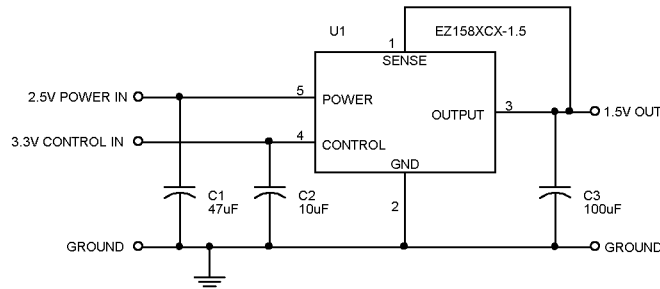 U1
EZ158XCX-1.5
1
SENSE
2.5V POWER IN
5
POWER
OUTPUT
3
1.5V OUT
3.3V CONTROL IN
4
CONTROL
GND
C1
47uF
C2
10uF
2
C3
100uF
GROUND
GROUND